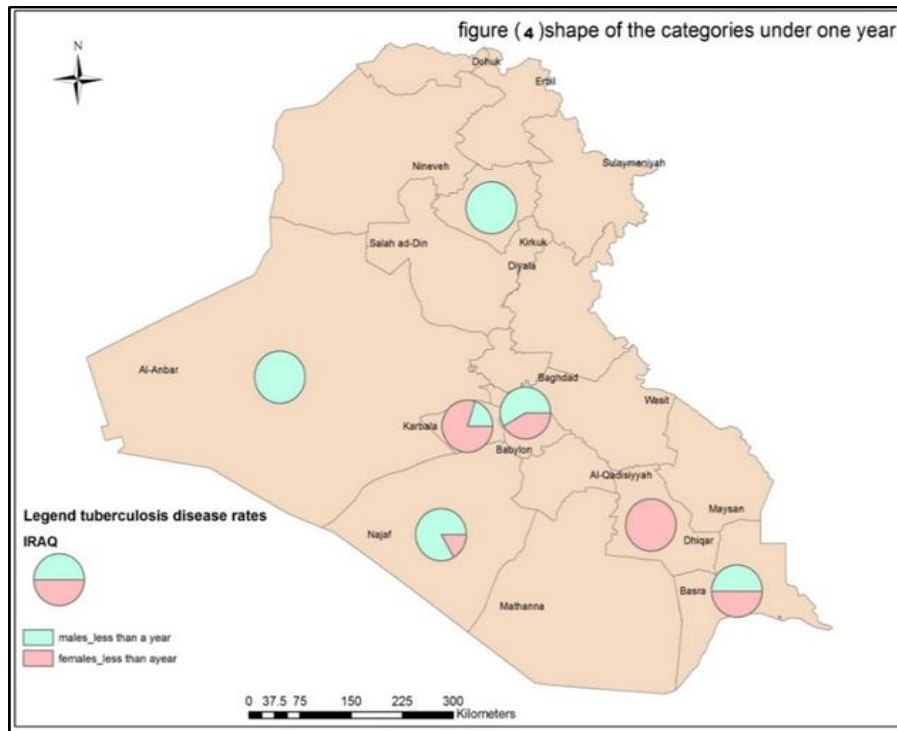 figure (4)shape of the categories under one year
N
Dohuk
Erbil
Sulaymaniyah
Nineveh
Salah ad-Din
Kirkuk
Diyala
Al-Anbar
Baghdad
Wasit
Karbala
Babylon
Al-Qadisiyyah
Maysan
Najaf
Dhiqar
Basra
Mathanna
Legend tuberculosis disease rates
IRAQ
males_less than a year
females_less than ayear
0 37.5 75 150 225 300
Kilometers